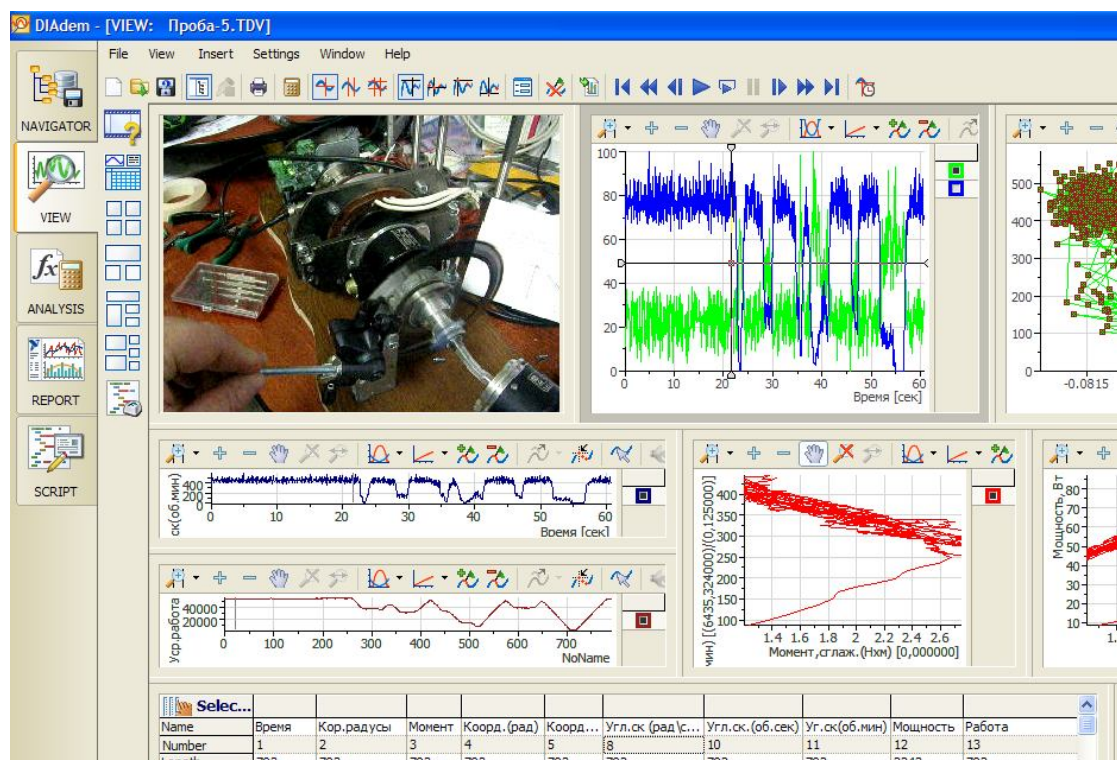 DIAdem - [VIEW: Проба-5.TDV]
File View Insert Settings Window Help
NAVIGATOR
VIEW
ANALYSIS
REPORT
SCRIPT
100
80
60
40
20
0
0 10 20 30 40 50 60
Время [сек]
500
400
300
200
100
0
-0.0815
ск(об.мин)
400
200
0
0 10 20 30 40 50 60
Время [сек]
Уср.работа
40000
20000
0 100 200 300 400 500 600 700
NoName
мин) [(6435,324000)/(0,125000)]
400
350
300
250
200
150
100
1.4 1.6 1.8 2 2.2 2.4 2.6
Момент,сглаж.(Нхм) [0,000000]
Мощность, Вт
80
70
60
50
40
30
20
10
1.
Selec...
Name Время Кор.радусы Момент Коорд.(рад) Коорд... Угл.ск (рад\с... Угл.ск.(об.сек) Уг.ск(об.мин) Мощность Работа
Number 1 2 3 4 5 8 10 11 12 13